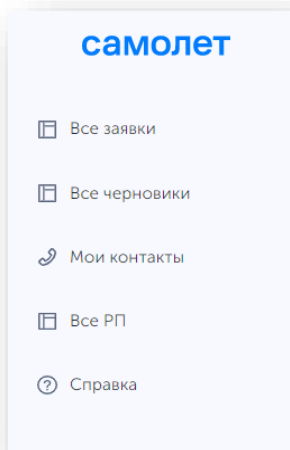 самолет
Все заявки
Все черновики
Мои контакты
Все РП
Справка